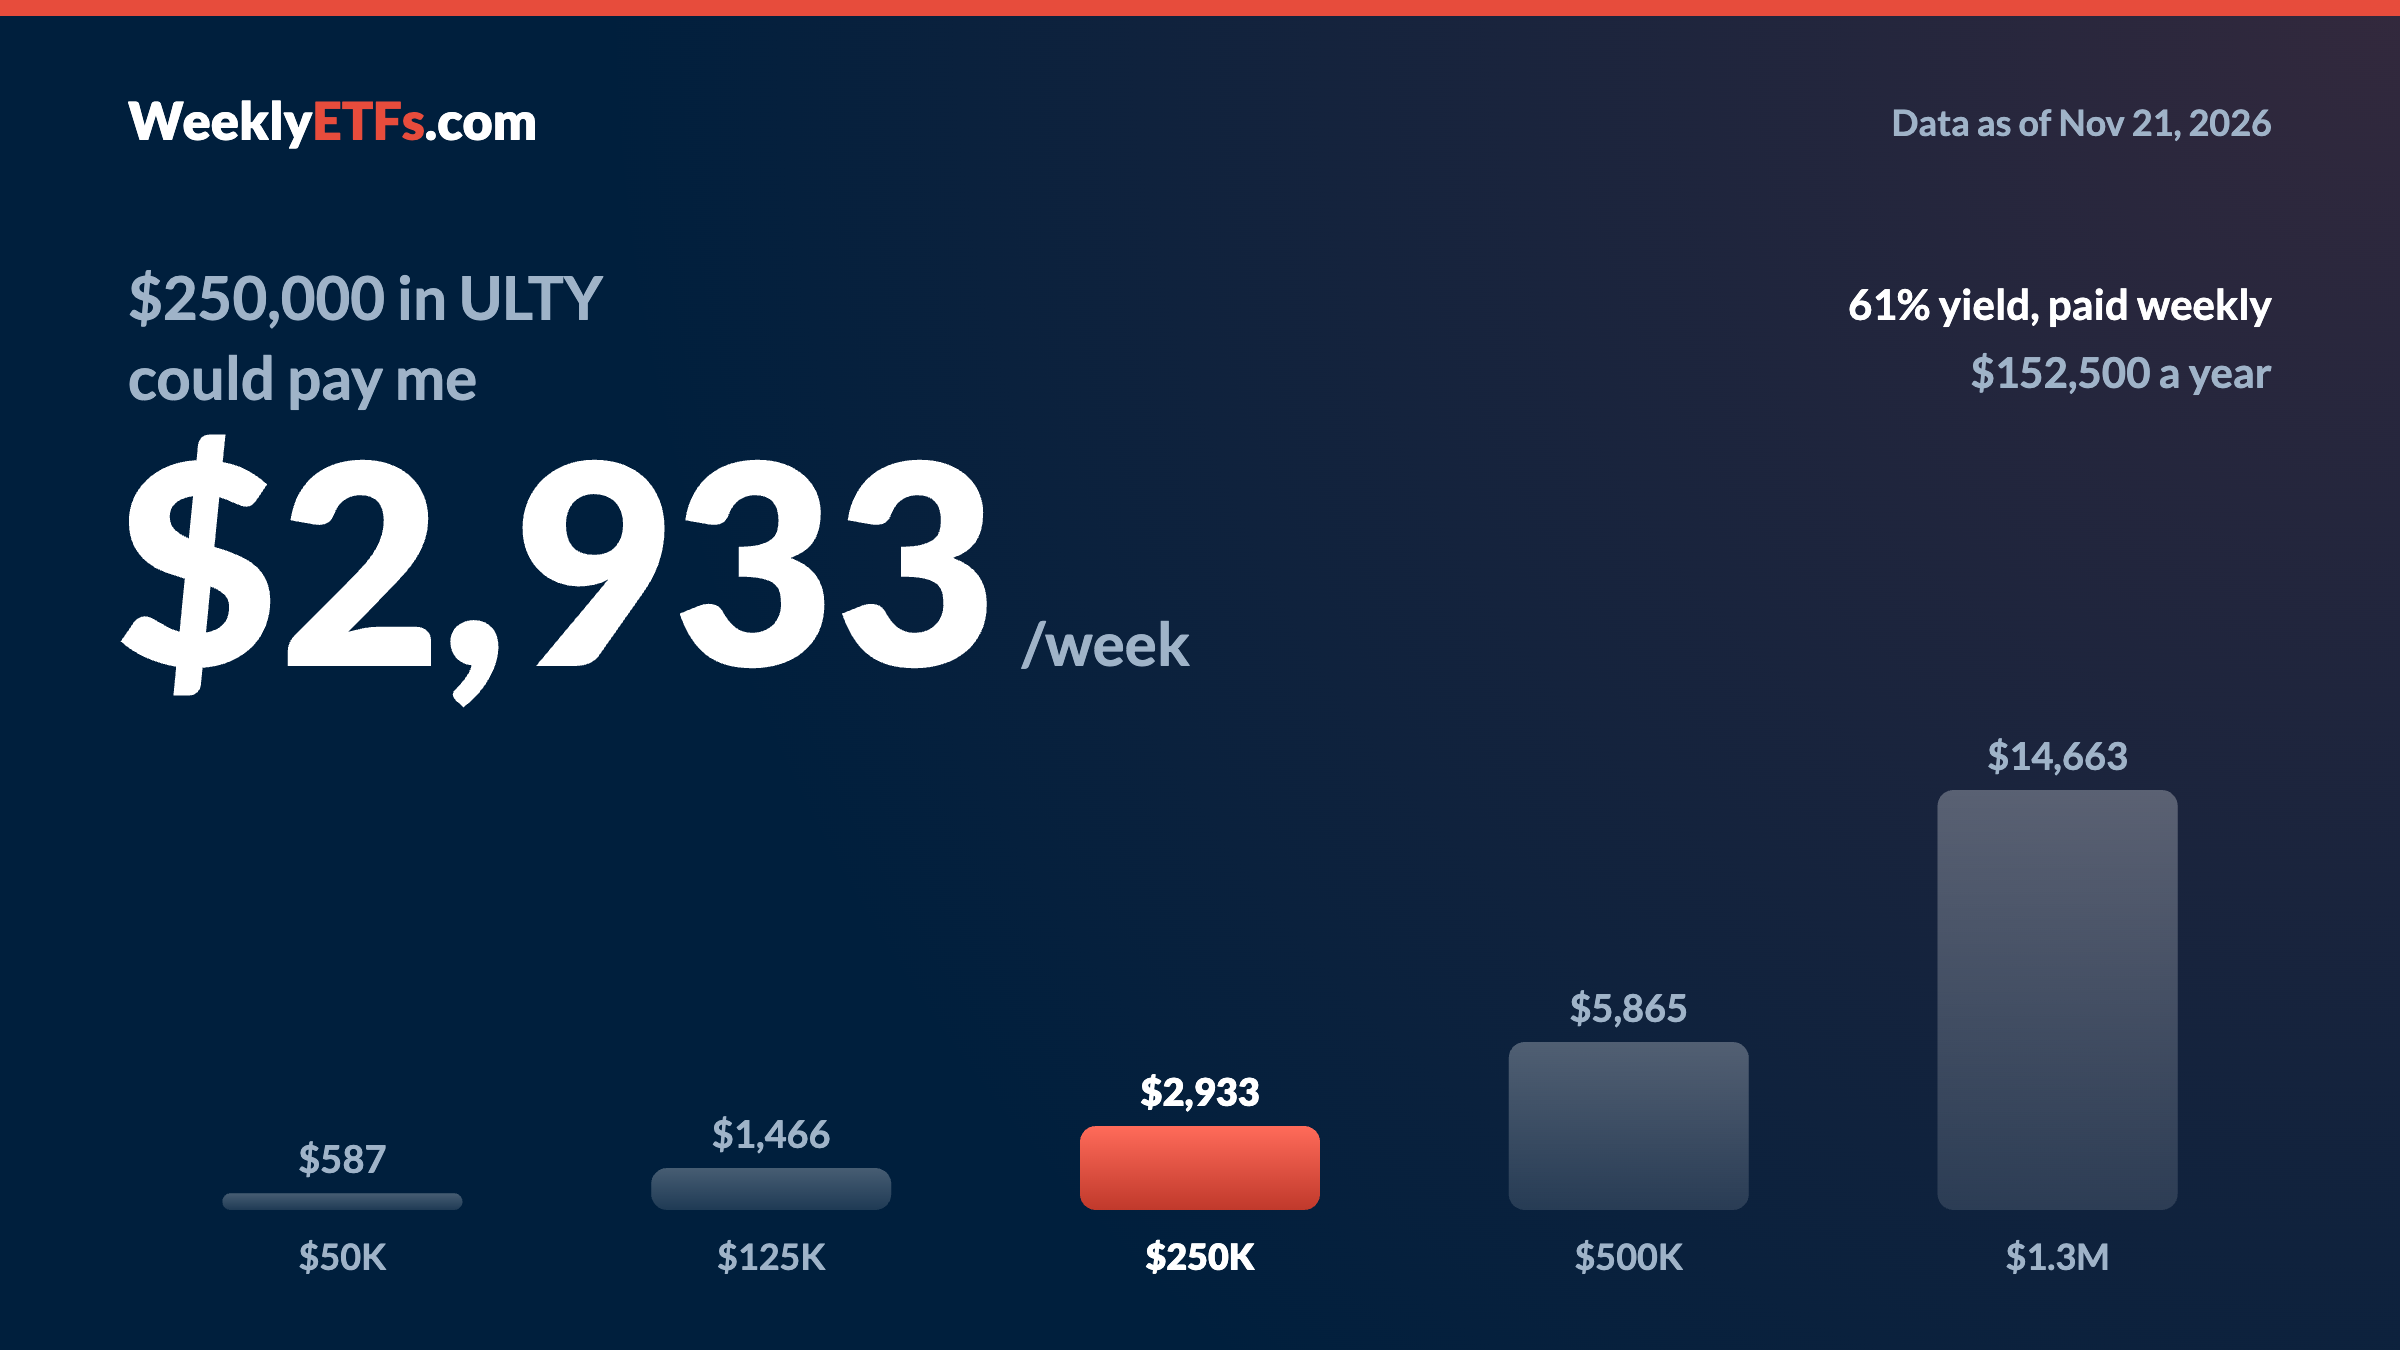 WeeklyETFs.com
Data as of Nov 21, 2026
$250,000 in ULTY
could pay me
61% yield, paid weekly
$152,500 a year
$2,933 /week
$587
$1,466
$2,933
$5,865
$14,663
$50K
$125K
$250K
$500K
$1.3M